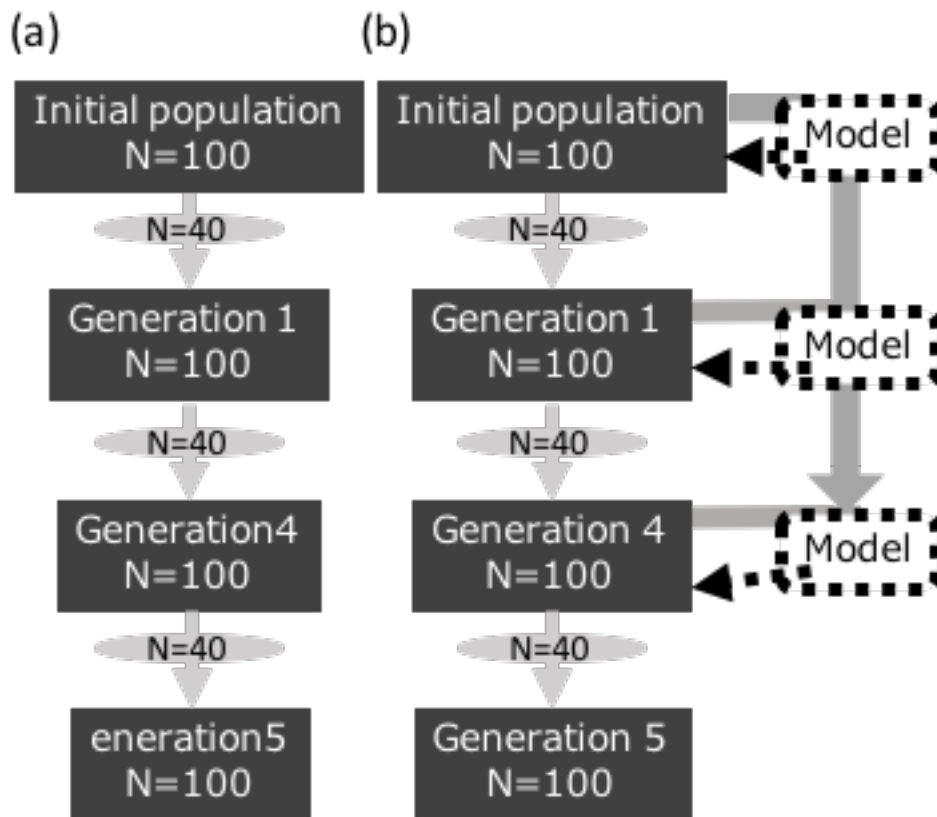 (a)
Initial population
N=100
N=40
Generation 1
N=100
N=40
Generation4
N=100
N=40
eneration5
N=100
(b)
Initial population
N=100
Model
N=40
Generation 1
N=100
Model
N=40
Generation 4
N=100
Model
N=40
Generation 5
N=100